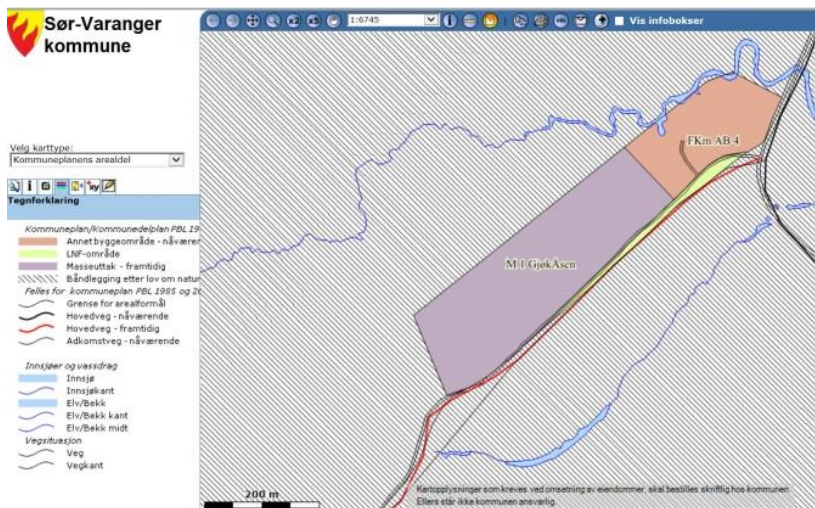 Sør-Varanger
kommune
x2
x5
1:6745
Vis infobokser
Velg karttype:
Kommuneplanens arealdel
Tegnforklaring
Kommuneplan/Kommunedelplan PBL 19
Annet byggeområde - nåværer
LNF-område
Masseuttak - framtidig
Båndlegging etter lov om natur
Felles for kommuneplan PBL 1985 og 20
Grense for arealformål
Hovedveg - nåværende
Hovedveg - framtidig
Adkomstveg - nåværende
Innsjøer og vassdrag
Innsjø
Innsjøkant
Elv/Bekk
Elv/Bekk kant
Elv/Bekk midt
Vegsituasjon
Veg
Vegkant
FKm AB 4
M 1 GjøkÅsen
200 m
Kartopplysninger som kreves ved omsetning av eiendommer, skal bestilles skriftlig hos kommunen.
Ellers står ikke kommunen ansvarlig.